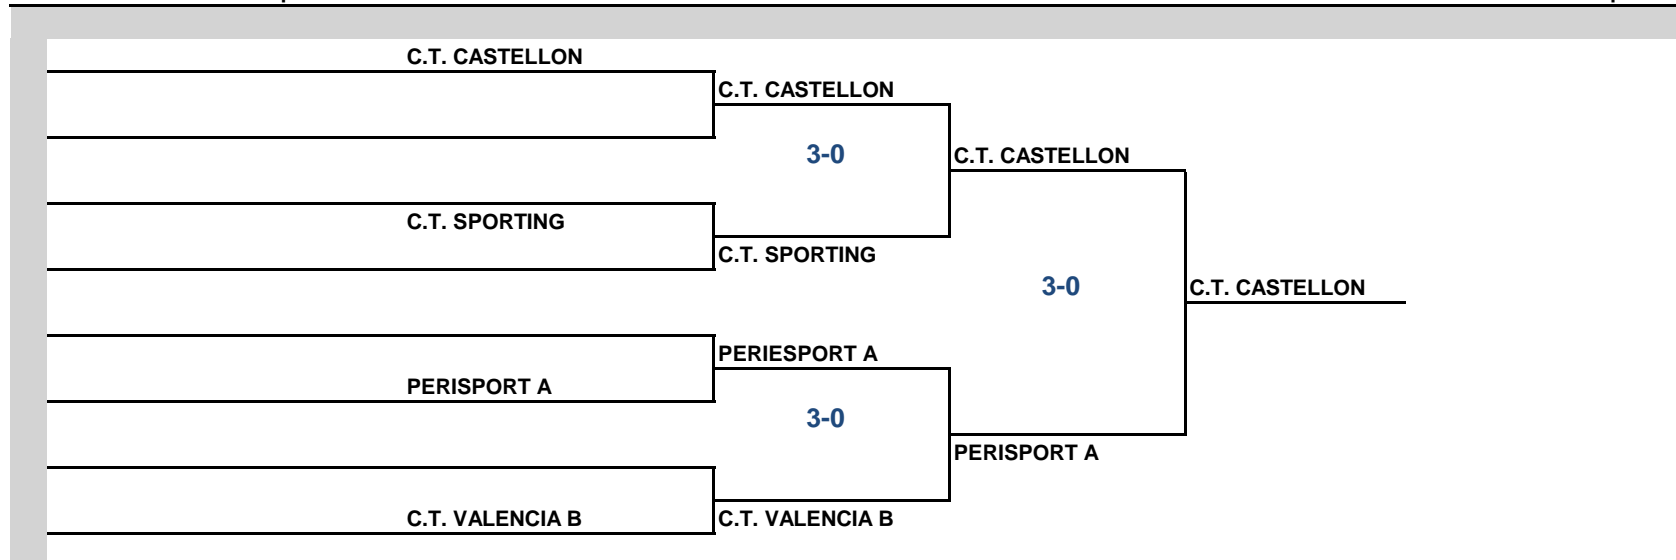 C.T. CASTELLON
C.T. CASTELLON
3-0
C.T. CASTELLON
C.T. SPORTING
C.T. SPORTING
3-0
C.T. CASTELLON
PERIESPORT A
PERISPORT A
3-0
PERISPORT A
C.T. VALENCIA B
C.T. VALENCIA B